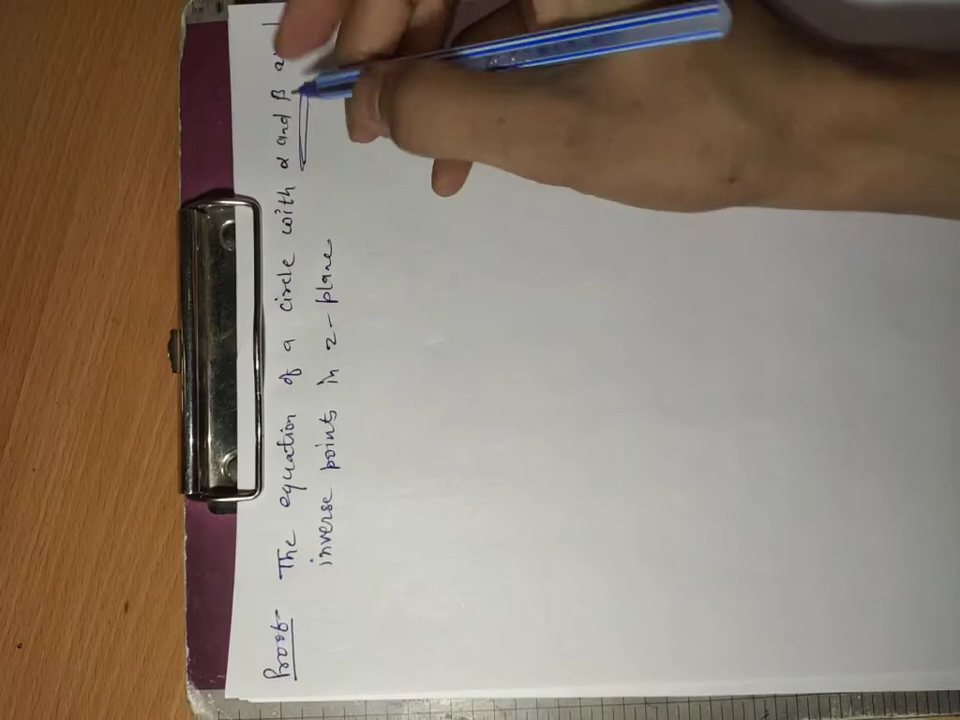 Proof- The equation of a circle with α and β
inverse points in z-plane